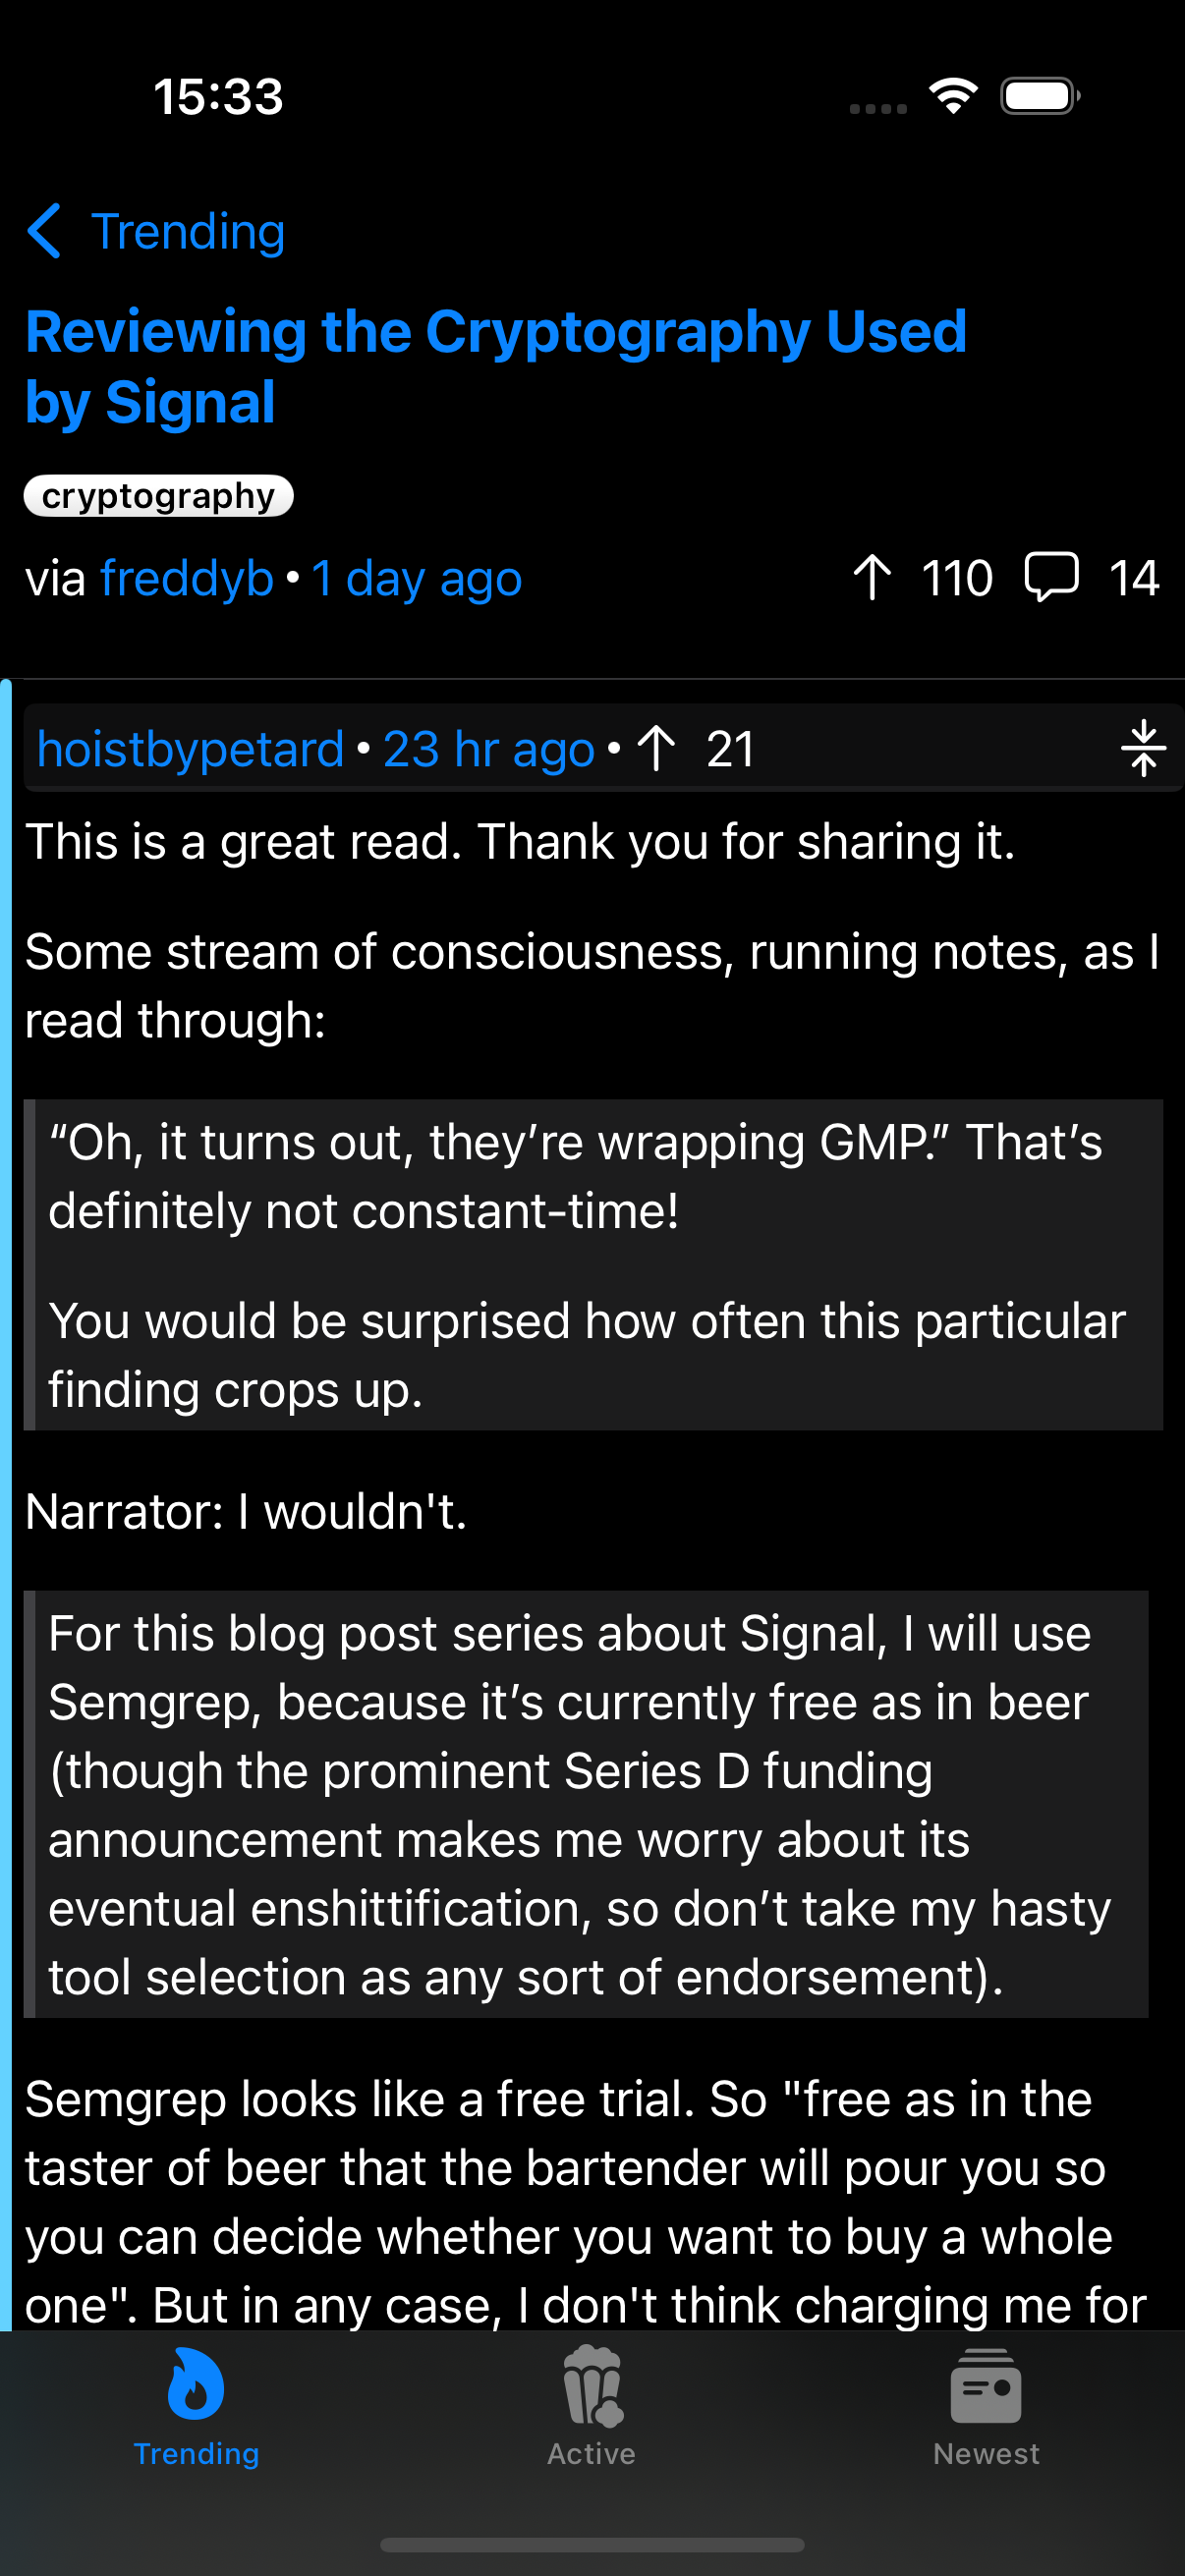 15:33
Trending
Reviewing the Cryptography Used
by Signal
cryptography
via freddyb • 1 day ago 110 14
hoistbypetard • 23 hr ago • 21
This is a great read. Thank you for sharing it.
Some stream of consciousness, running notes, as I
read through:
“Oh, it turns out, they’re wrapping GMP.” That’s
definitely not constant-time!
You would be surprised how often this particular
finding crops up.
Narrator: I wouldn't.
For this blog post series about Signal, I will use
Semgrep, because it’s currently free as in beer
(though the prominent Series D funding
announcement makes me worry about its
eventual enshittification, so don’t take my hasty
tool selection as any sort of endorsement).
Semgrep looks like a free trial. So "free as in the
taster of beer that the bartender will pour you so
you can decide whether you want to buy a whole
one". But in any case, I don't think charging me for
Trending Active Newest